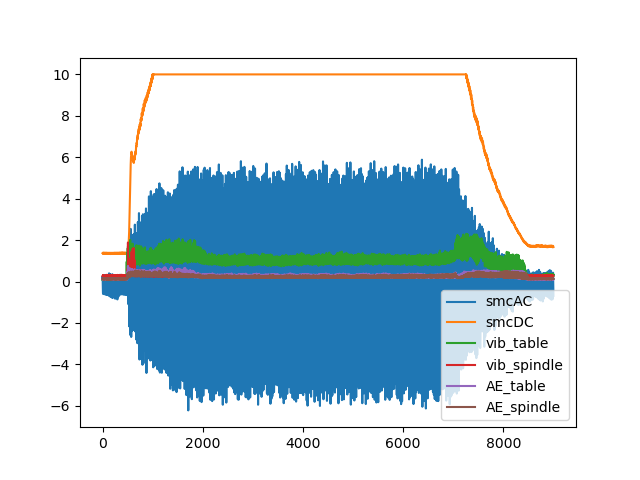 10
8
6
4
2
0
−2
−4
−6
0
2000
4000
6000
8000
smcAC
smcDC
vib_table
vib_spindle
AE_table
AE_spindle